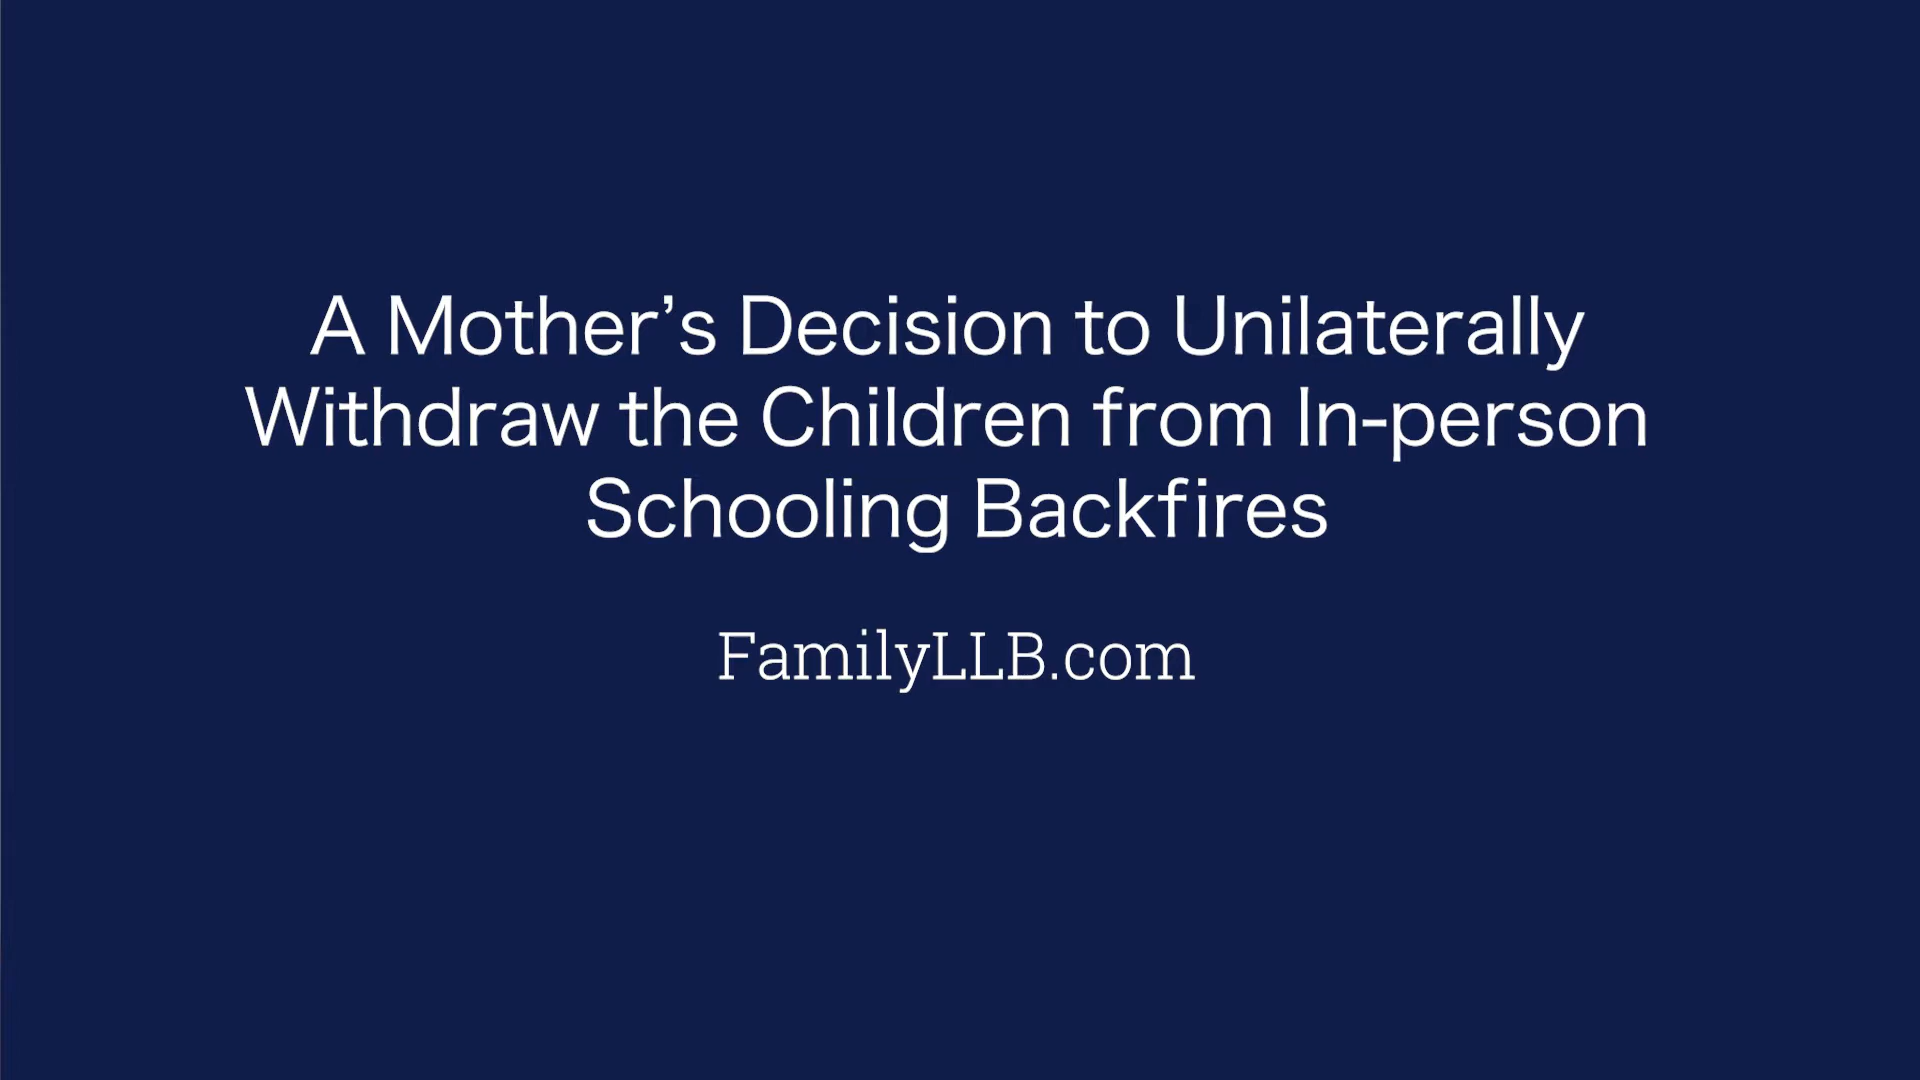 A Mother’s Decision to Unilaterally
Withdraw the Children from In-person
Schooling Backfires
FamilyLLB.com